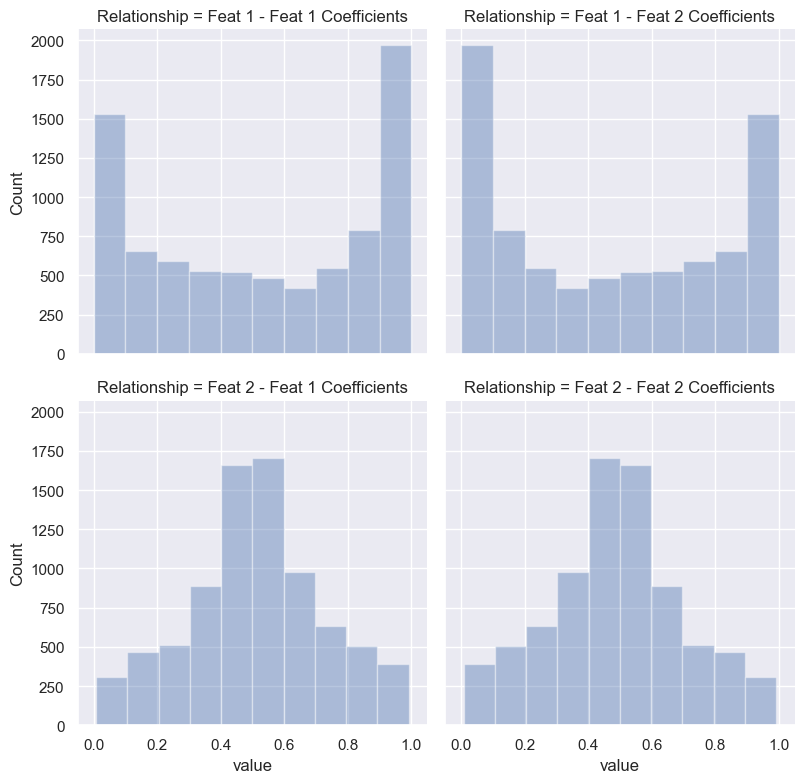 Relationship = Feat 1 - Feat 1 Coefficients
Relationship = Feat 1 - Feat 2 Coefficients
2000
1750
1500
1250
1000
750
500
250
0
Count
Relationship = Feat 2 - Feat 1 Coefficients
Relationship = Feat 2 - Feat 2 Coefficients
2000
1750
1500
1250
1000
750
500
250
0
Count
0.0 0.2 0.4 0.6 0.8 1.0
0.0 0.2 0.4 0.6 0.8 1.0
value
value